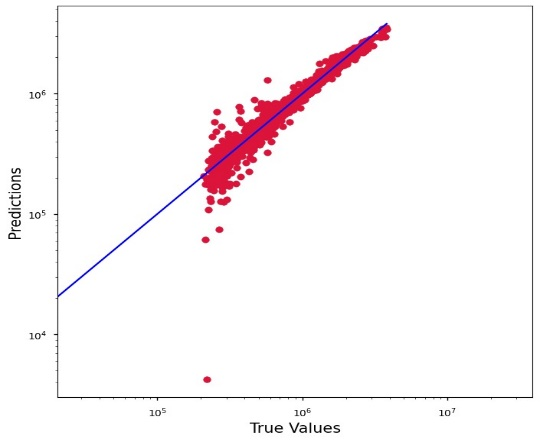 10⁶
10⁵
10⁴
Predictions
10⁵ 10⁶ 10⁷
True Values